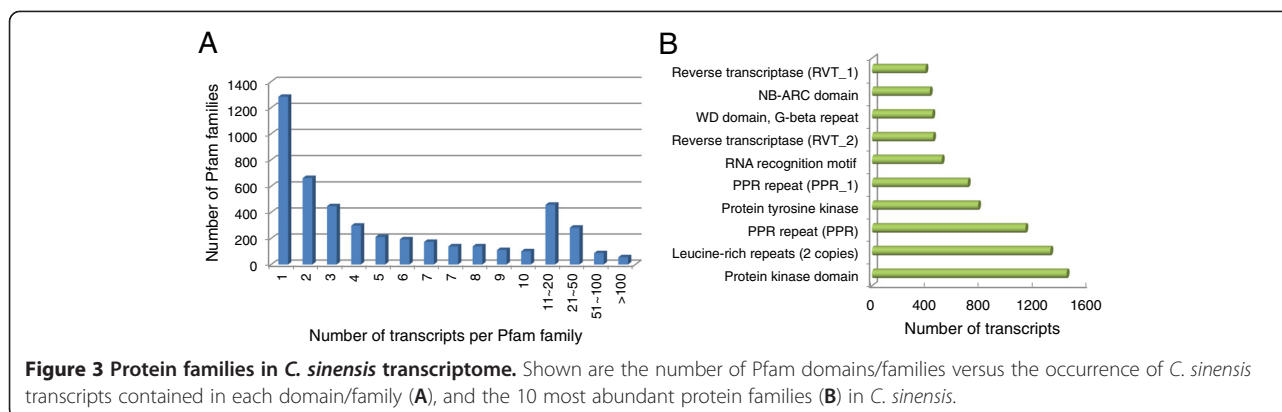 A
1400
1200
1000
800
600
400
200
0
Number of Pfam families
1
2
3
4
5
6
7
7
8
9
10
11~20
21~50
51~100
>100
Number of transcripts per Pfam family
B
Reverse transcriptase (RVT_1)
NB-ARC domain
WD domain, G-beta repeat
Reverse transcriptase (RVT_2)
RNA recognition motif
PPR repeat (PPR_1)
Protein tyrosine kinase
PPR repeat (PPR)
Leucine-rich repeats (2 copies)
Protein kinase domain
0 400 800 1200 1600
Number of transcripts
Figure 3 Protein families in C. sinensis transcriptome. Shown are the number of Pfam domains/families versus the occurrence of C. sinensis
transcripts contained in each domain/family (A), and the 10 most abundant protein families (B) in C. sinensis.